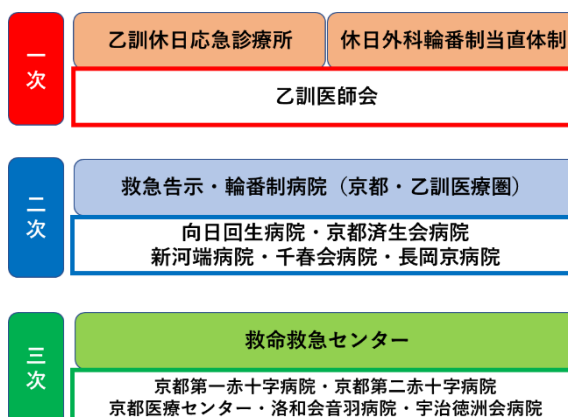 一次
乙訓休日応急診療所
休日外科輪番制当直体制
乙訓医師会
二次
救急告示・輪番制病院（京都・乙訓医療圏）
向日回生病院・京都済生会病院
新河端病院・千春会病院・長岡京病院
三次
救命救急センター
京都第一赤十字病院・京都第二赤十字病院
京都医療センター・洛和会音羽病院・宇治徳洲会病院